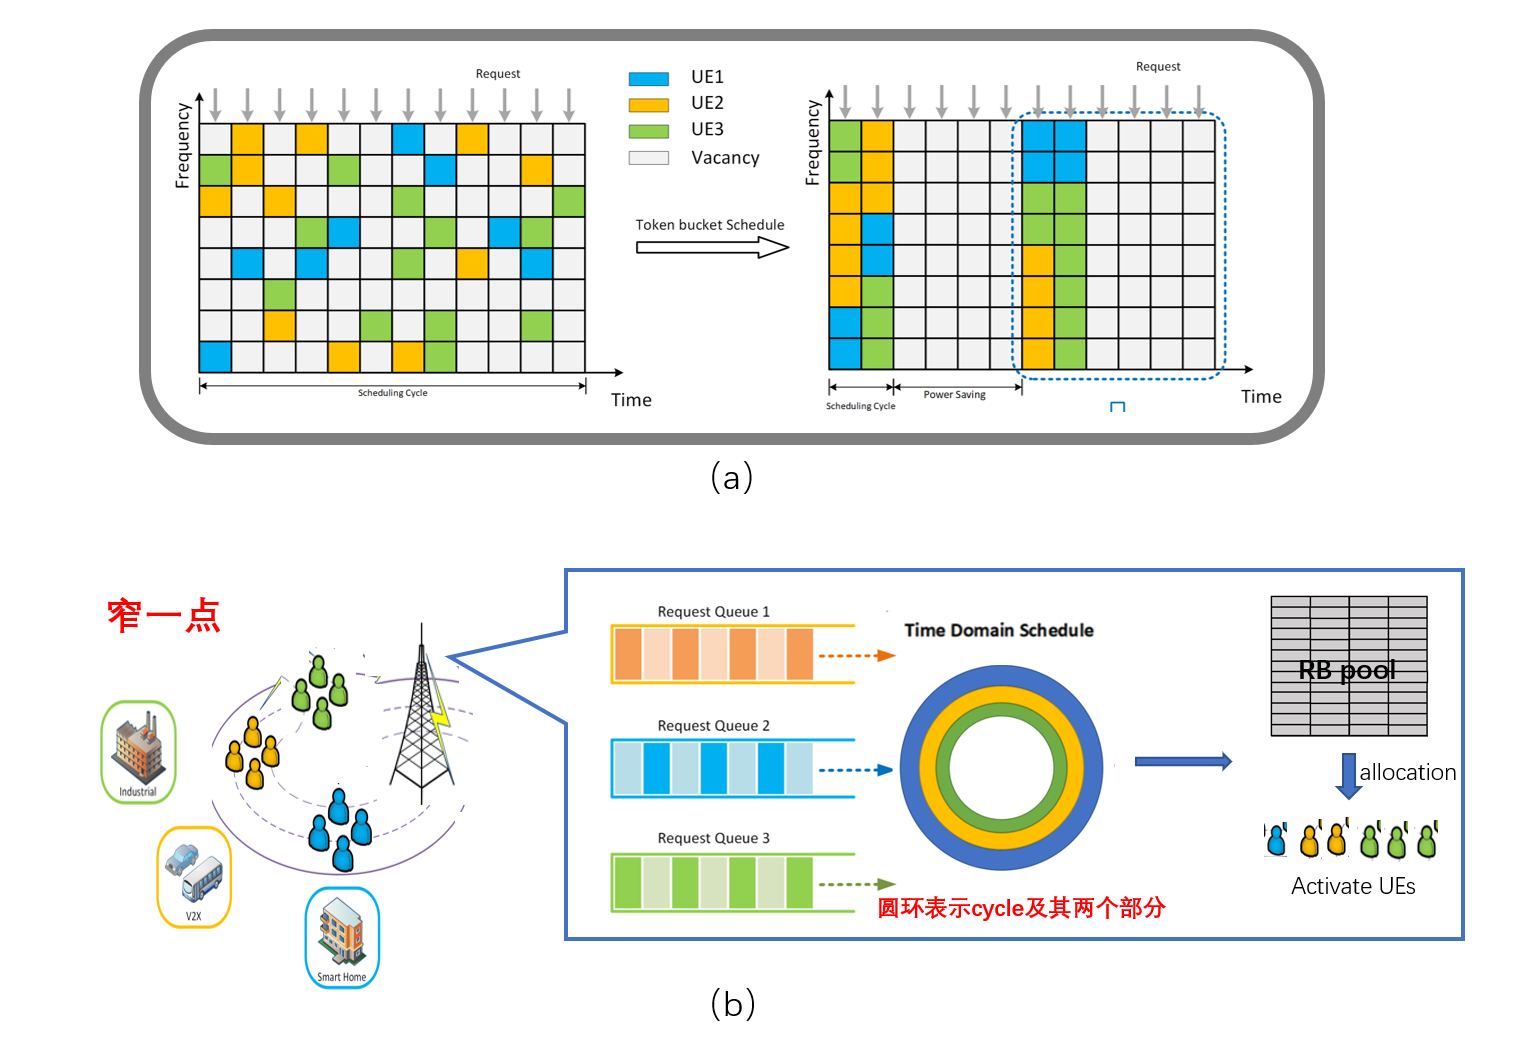 Request
UE1
UE2
UE3
Vacancy
Frequency
Token bucket Schedule
Scheduling Cycle
Time
Request
Frequency
Scheduling Cycle
Power Saving
Time
(a)
窄一点
Industrial
V2X
Smart Home
Request Queue 1
Request Queue 2
Request Queue 3
Time Domain Schedule
圆环表示cycle及其两个部分
RB pool
allocation
Activate UEs
(b)